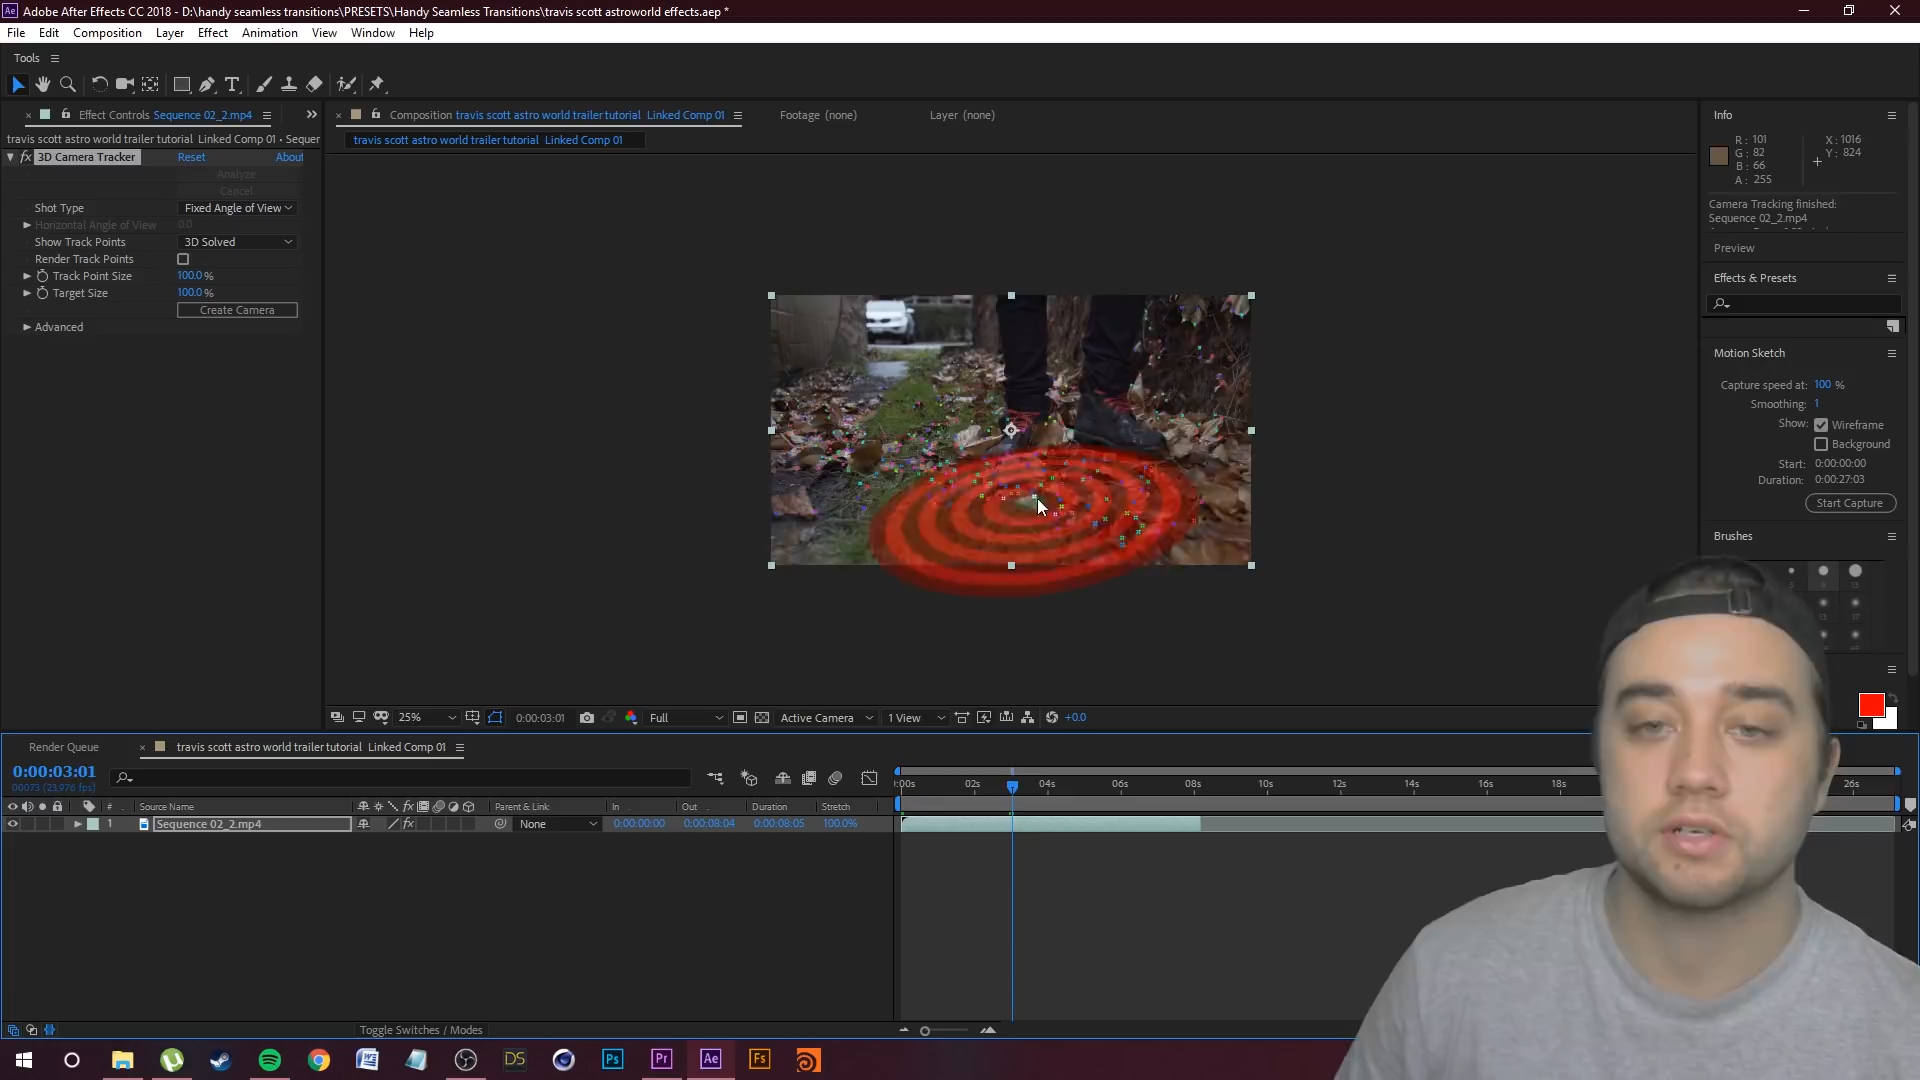 Adobe After Effects CC 2018 - D:\handy seamless transitions\PRESETS\Handy Seamless Transitions\travis scott astroworld effects.aep *
File Edit Composition Layer Effect Animation View Window Help
Tools
Effect Controls Sequence 02_2.mp4
Composition travis scott astro world trailer tutorial Linked Comp 01
Footage (none)
Layer (none)
Info
travis scott astro world trailer tutorial Linked Comp 01 • Sequer
travis scott astro world trailer tutorial Linked Comp 01
fx 3D Camera Tracker Reset About
Analyze
Cancel
Shot Type Fixed Angle of View
Horizontal Angle of View 0.0
Show Track Points 3D Solved
Render Track Points
Track Point Size 100.0 %
Target Size 100.0 %
Create Camera
Advanced
R: 101 X: 1016
G: 82 Y: 824
B: 66
A: 255
Camera Tracking finished:
Sequence 02_2.mp4
Preview
Effects & Presets
Motion Sketch
Capture speed at: 100 %
Smoothing: 1
Show: Wireframe
Background
Start: 0:00:00:00
Duration: 0:00:27:03
Start Capture
Brushes
13
17
25% 0:00:03:01 Full Active Camera 1 View +0.0
Render Queue travis scott astro world trailer tutorial Linked Comp 01
0:00:03:01
00073 (23.976 fps)
:00s 02s 04s 06s 08s 10s 12s 14s 16s 18s 26s
# Source Name fx Parent & Link In Out Duration Stretch
1 Sequence 02_2.mp4 fx None 0:00:00:00 0:00:08:04 0:00:08:05 100.0%
Toggle Switches / Modes
DS Ps Pr Ae Fs